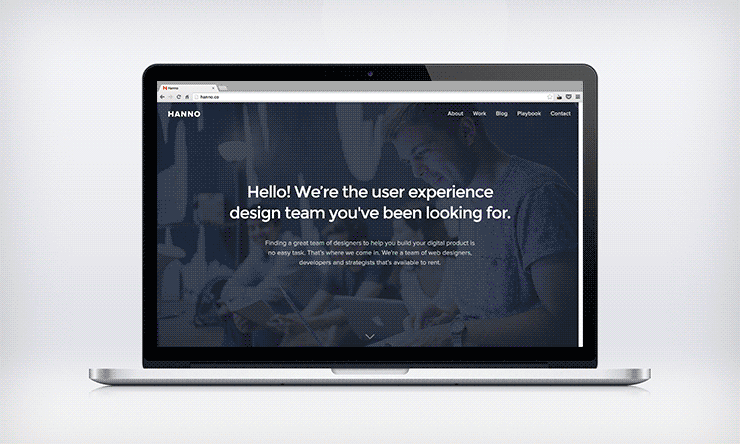 Hanno
hanno.co
HANNO
About Work Blog Playbook Contact
Hello! We're the user experience
design team you've been looking for.
Finding a great team of designers to help you build your digital product is
no easy task. That's where we come in. We're a team of web designers,
developers and strategists that's available to rent.